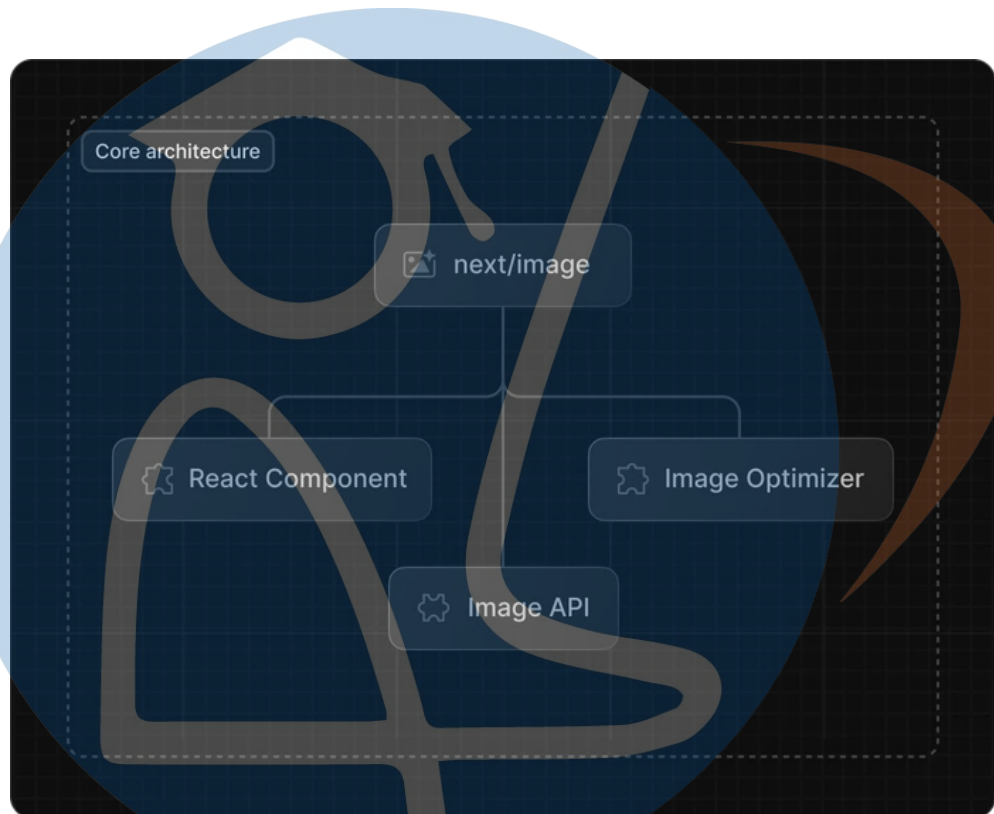 Core architecture
next/image
React Component
Image Optimizer
Image API